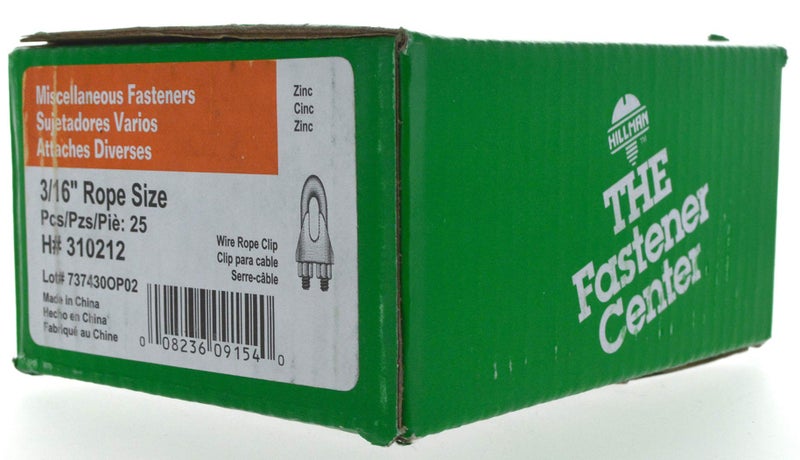 Miscellaneous Fasteners
Sujetadores Varios
Attaches Diverses
Zinc
Cinc
Zinc
3/16" Rope Size
Pcs/Pzs/Piè: 25
H# 310212
Lot# 737430OP02
Made in China
Hecho en China
Fabriqué au Chine
Wire Rope Clip
Clip para cable
Serre-câble
0 08236 09154 0
HILLMAN
TM
THE
Fastener
Center